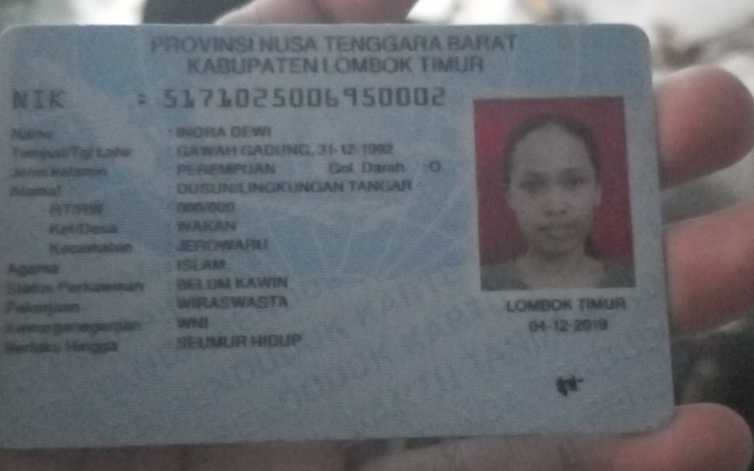 PROVINSI NUSA TENGGARA BARAT
KABUPATEN LOMBOK TIMUR
NIK : 5171025006950002
Nama : INDRA DEWI
Tempat/Tgl Lahir : GAWAH GADUNG, 31-12-1992
Jenis Kelamin : PEREMPUAN Gol. Darah : O
Alamat : DUSUN/LINGKUNGAN TANGAR
RT/RW : 000/000
Kel/Desa : WAKAN
Kecamatan : JEROWARU
Agama : ISLAM
Status Perkawinan : BELUM KAWIN
Pekerjaan : WIRASWASTA
Kewarganegaraan : WNI
Berlaku Hingga : SEUMUR HIDUP
LOMBOK TIMUR
04-12-2019